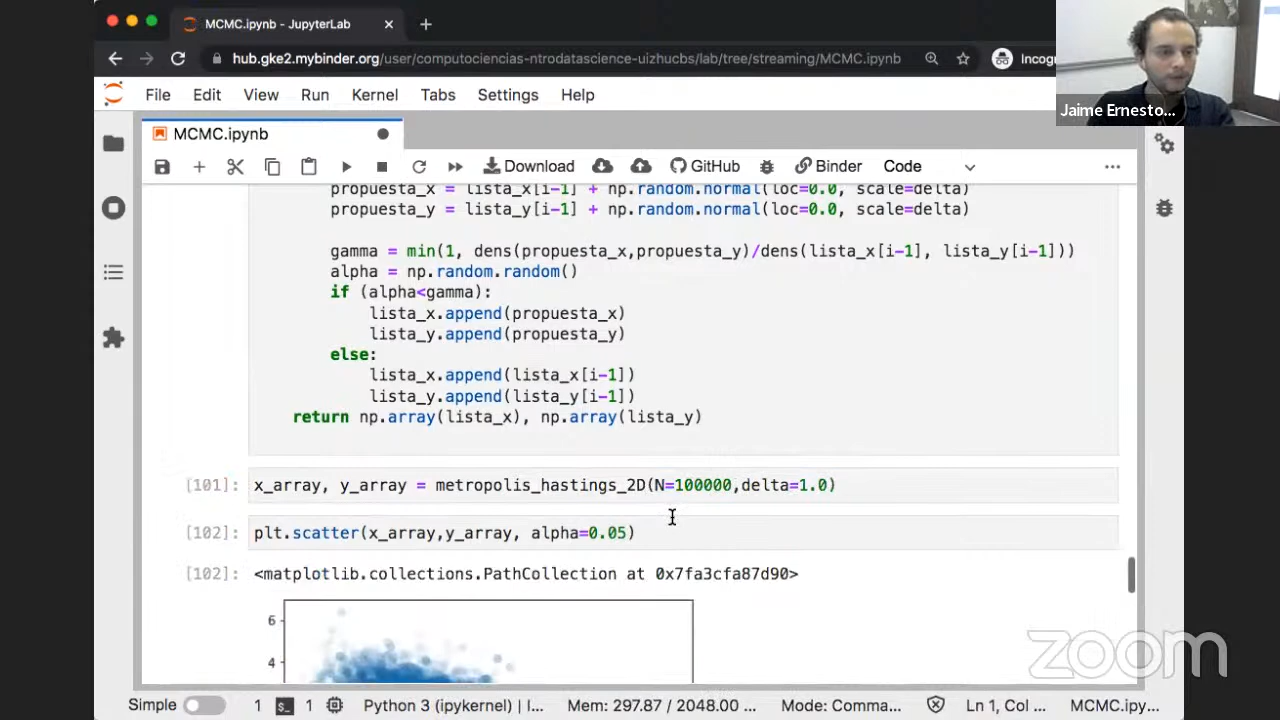 MCMC.ipynb - JupyterLab
hub.gke2.mybinder.org/user/computociencias-ntrodatascience-uizhucbs/lab/tree/streaming/MCMC.ipynb
Incog
Jaime Ernesto...
File Edit View Run Kernel Tabs Settings Help
MCMC.ipynb
Download GitHub Binder Code
propuesta_x = lista_x[i-1] + np.random.normal(loc=0.0, scale=delta)
propuesta_y = lista_y[i-1] + np.random.normal(loc=0.0, scale=delta)
gamma = min(1, dens(propuesta_x,propuesta_y)/dens(lista_x[i-1], lista_y[i-1]))
alpha = np.random.random()
if (alpha<gamma):
lista_x.append(propuesta_x)
lista_y.append(propuesta_y)
else:
lista_x.append(lista_x[i-1])
lista_y.append(lista_y[i-1])
return np.array(lista_x), np.array(lista_y)
[101]: x_array, y_array = metropolis_hastings_2D(N=100000,delta=1.0)
[102]: plt.scatter(x_array,y_array, alpha=0.05)
[102]: <matplotlib.collections.PathCollection at 0x7fa3cfa87d90>
6
4
zoom
Simple 1 $_ 1 Python 3 (ipykernel) | I... Mem: 297.87 / 2048.00 ... Mode: Comma... Ln 1, Col ... MCMC.ipy...